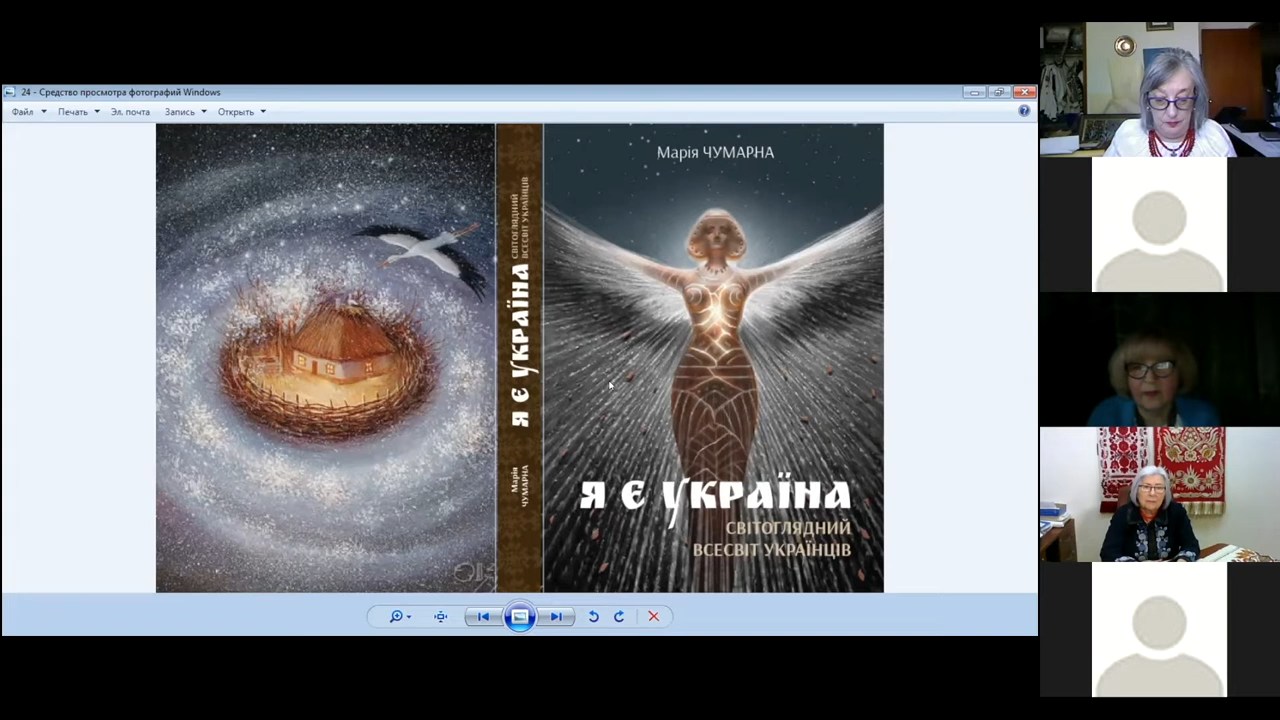 24 - Средство просмотра фотографий Windows
Файл
Печать
Эл. почта
Запись
Открыть
Марія ЧУМАРНА
Я Є УКРАЇНА
СВІТОГЛЯДНИЙ
ВСЕСВІТ УКРАЇНЦІВ
Марія ЧУМАРНА
Я Є УКРАЇНА
СВІТОГЛЯДНИЙ
ВСЕСВІТ УКРАЇНЦІВ